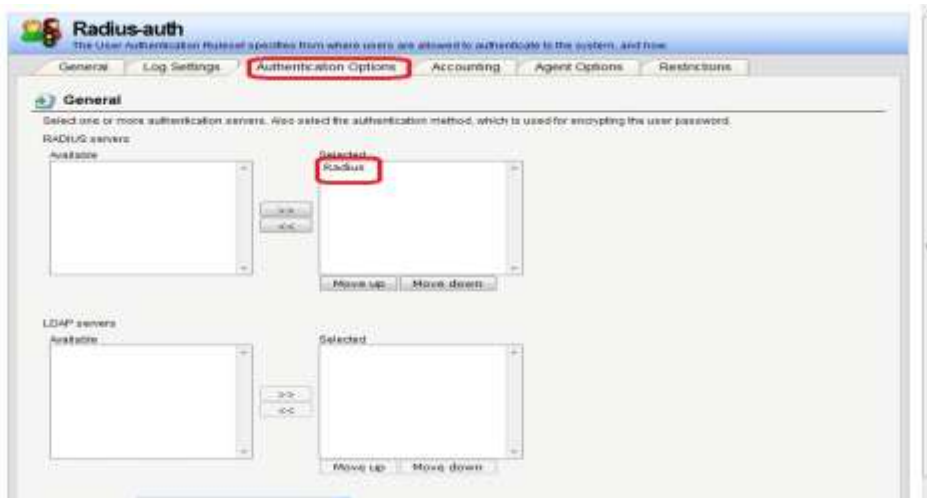 Radius-auth
The User Authentication Ruleset specifies from where users are allowed to authenticate to the system, and how.
General Log Settings Authentication Options Accounting Agent Options Restrictions
General
Select one or more authentication servers. Also select the authentication method, which is used for encrypting the user password.
RADIUS servers
Available Selected
Radius
>>
<<
Move up Move down
LDAP servers
Available Selected
>>
<<
Move up Move down